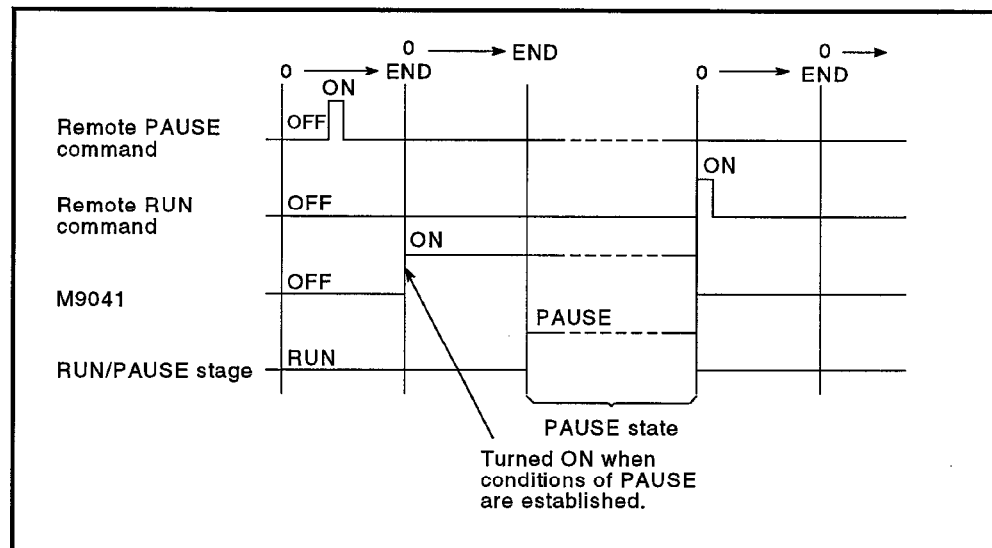 0 → END
0 → END
0 → END
0 →
ON
OFF
Remote PAUSE
command
ON
OFF
Remote RUN
command
ON
OFF
M9041
PAUSE
RUN
RUN/PAUSE stage
PAUSE state
Turned ON when
conditions of PAUSE
are established.